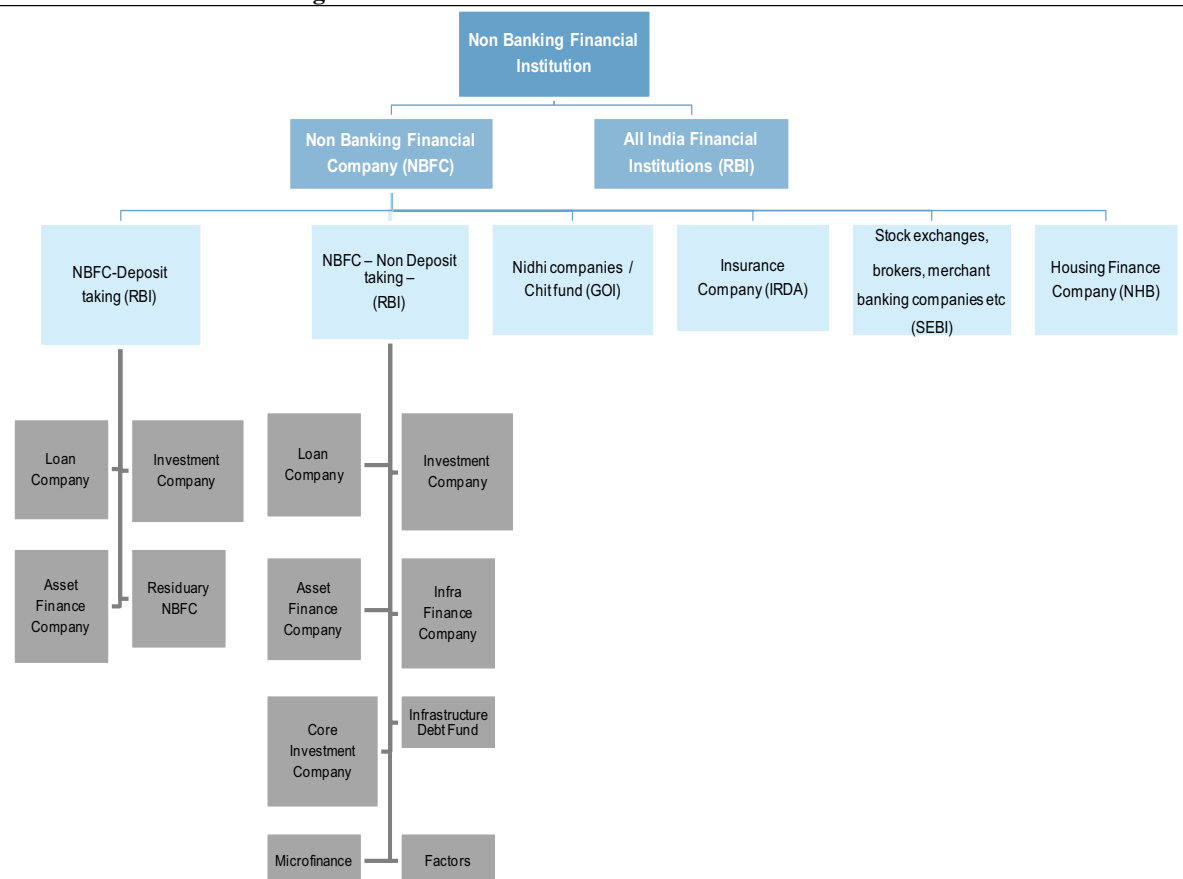 Non Banking Financial
Institution
Non Banking Financial
Company (NBFC)
All India Financial
Institutions (RBI)
NBFC-Deposit
taking (RBI)
NBFC – Non Deposit
taking –
(RBI)
Nidhi companies /
Chit fund (GOI)
Insurance
Company (IRDA)
Stock exchanges,
brokers, merchant
banking companies etc
(SEBI)
Housing Finance
Company (NHB)
Loan
Company
Investment
Company
Asset
Finance
Company
Residuary
NBFC
Loan
Company
Investment
Company
Asset
Finance
Company
Infra
Finance
Company
Core
Investment
Company
Infrastructure
Debt Fund
Microfinance
Factors